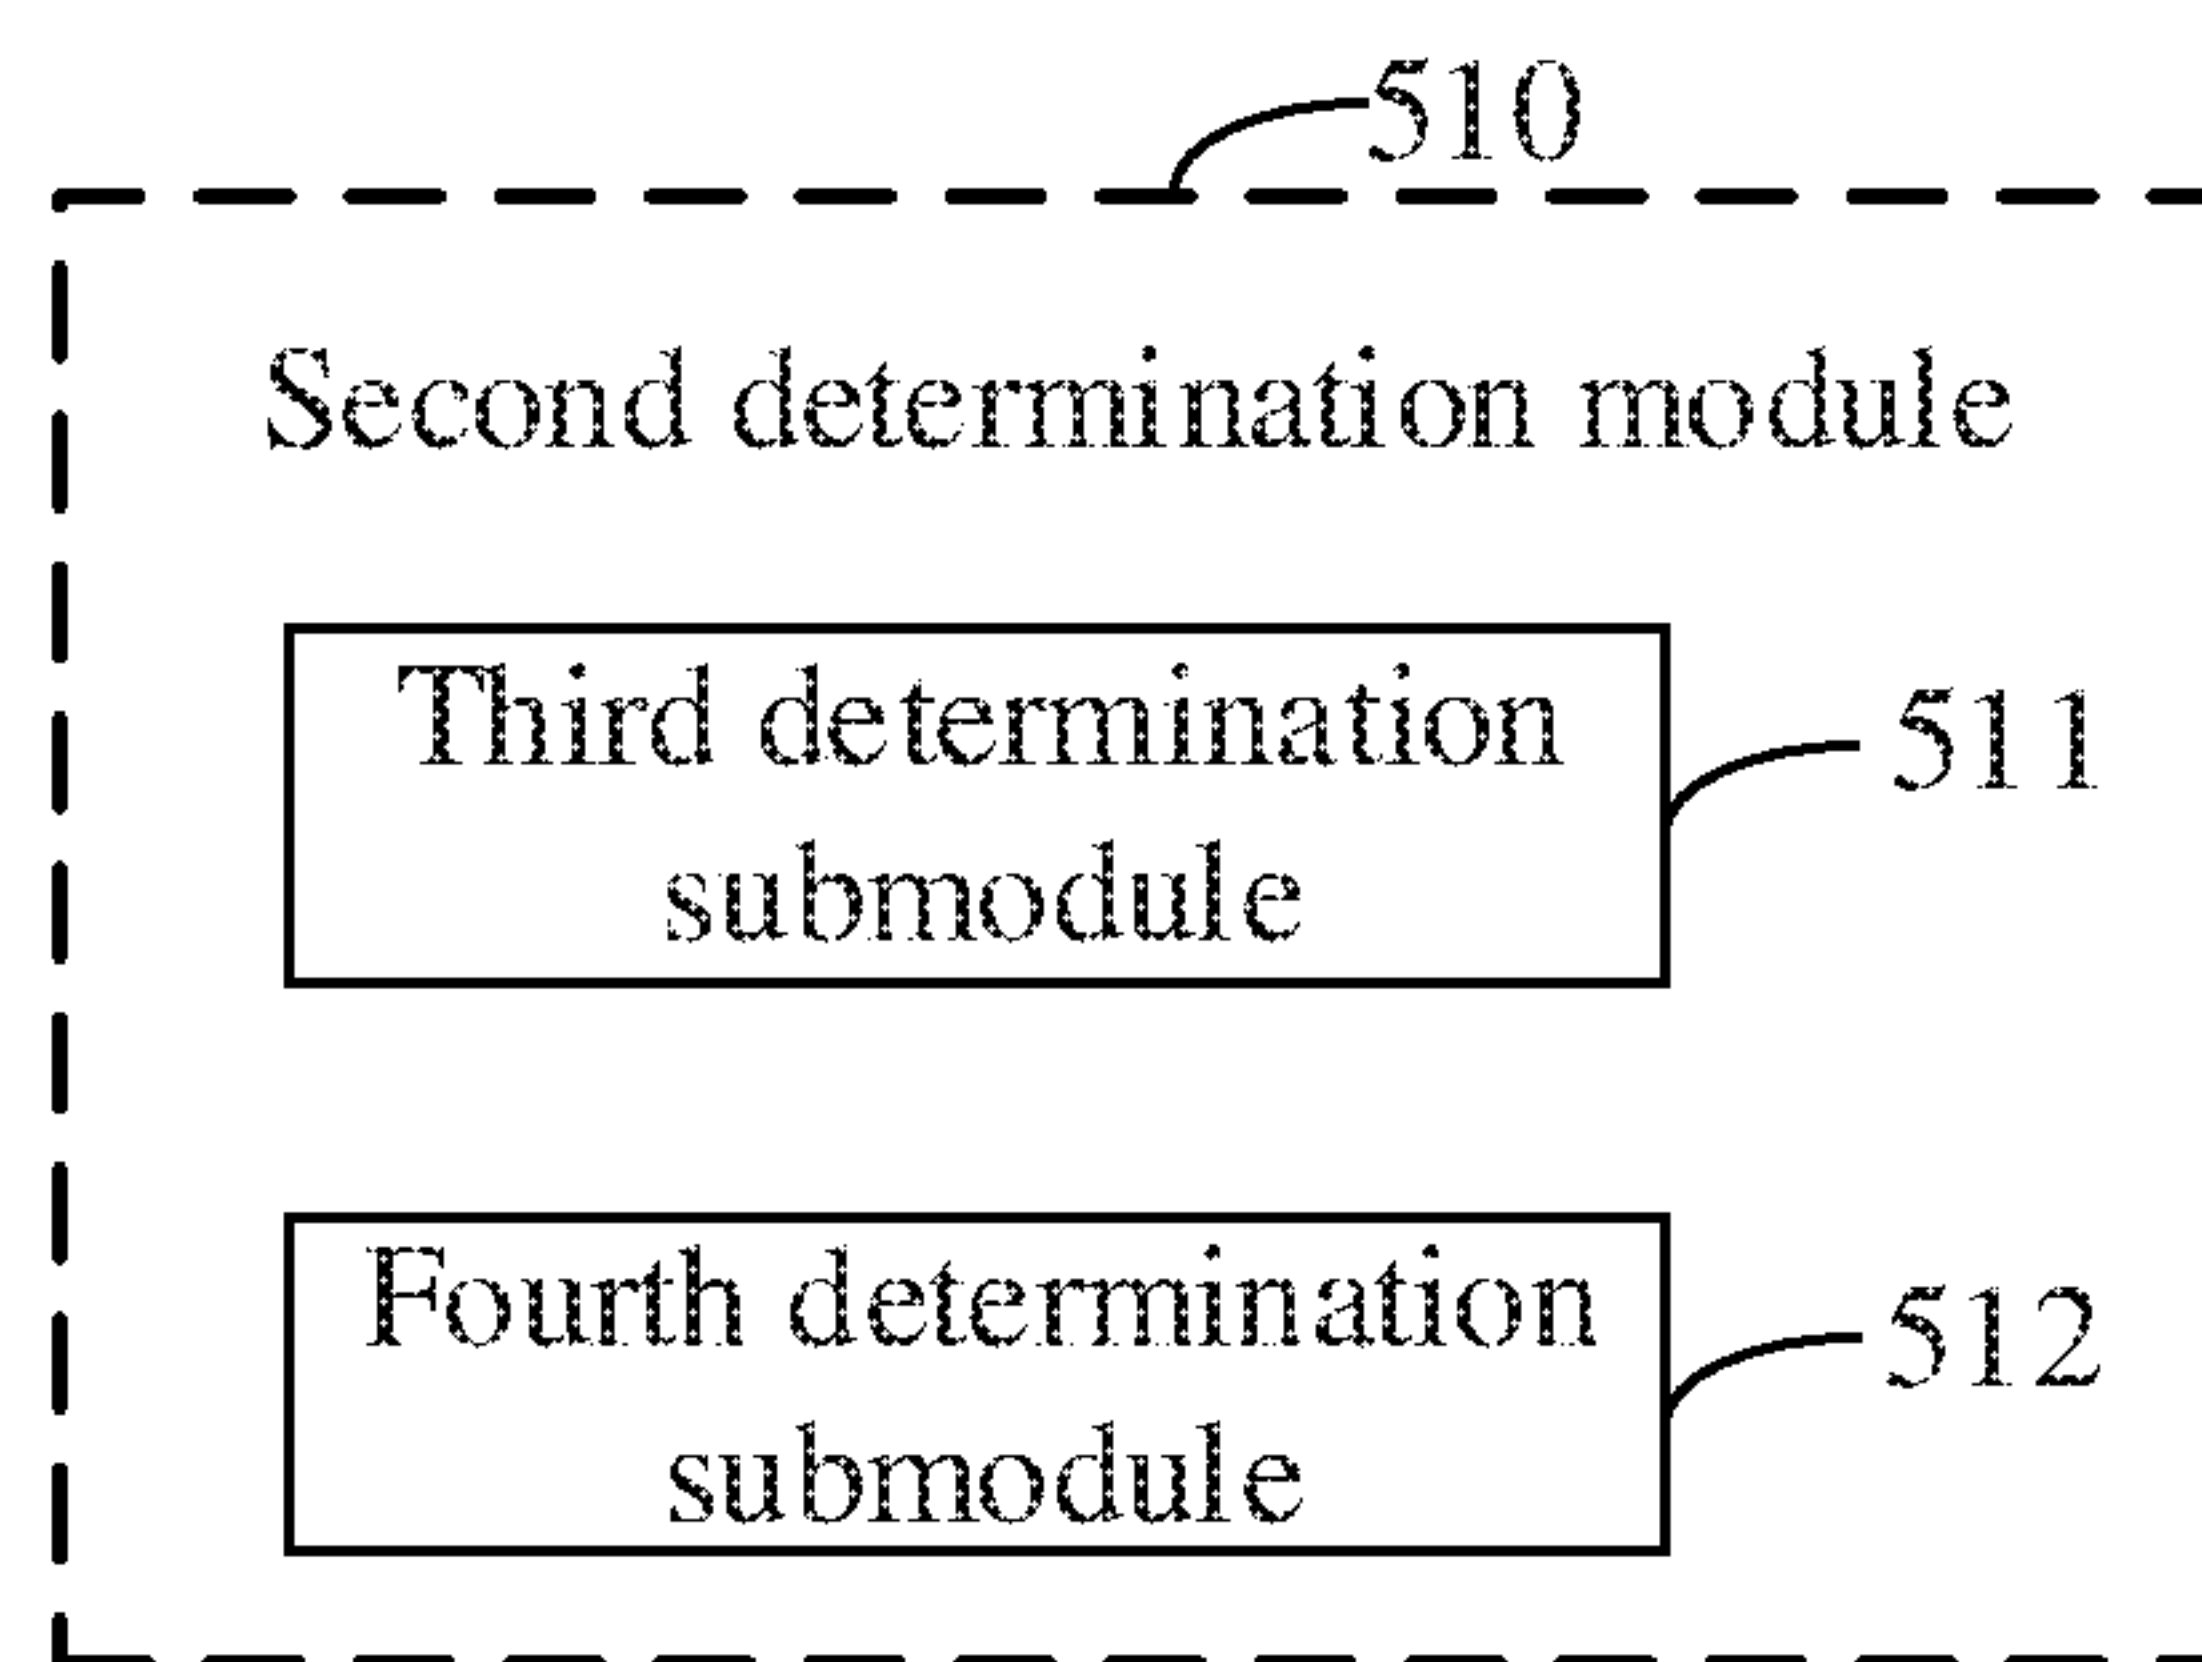 510
Second determination module
Third determination
511
submodule
Fourth determination
512
submodule